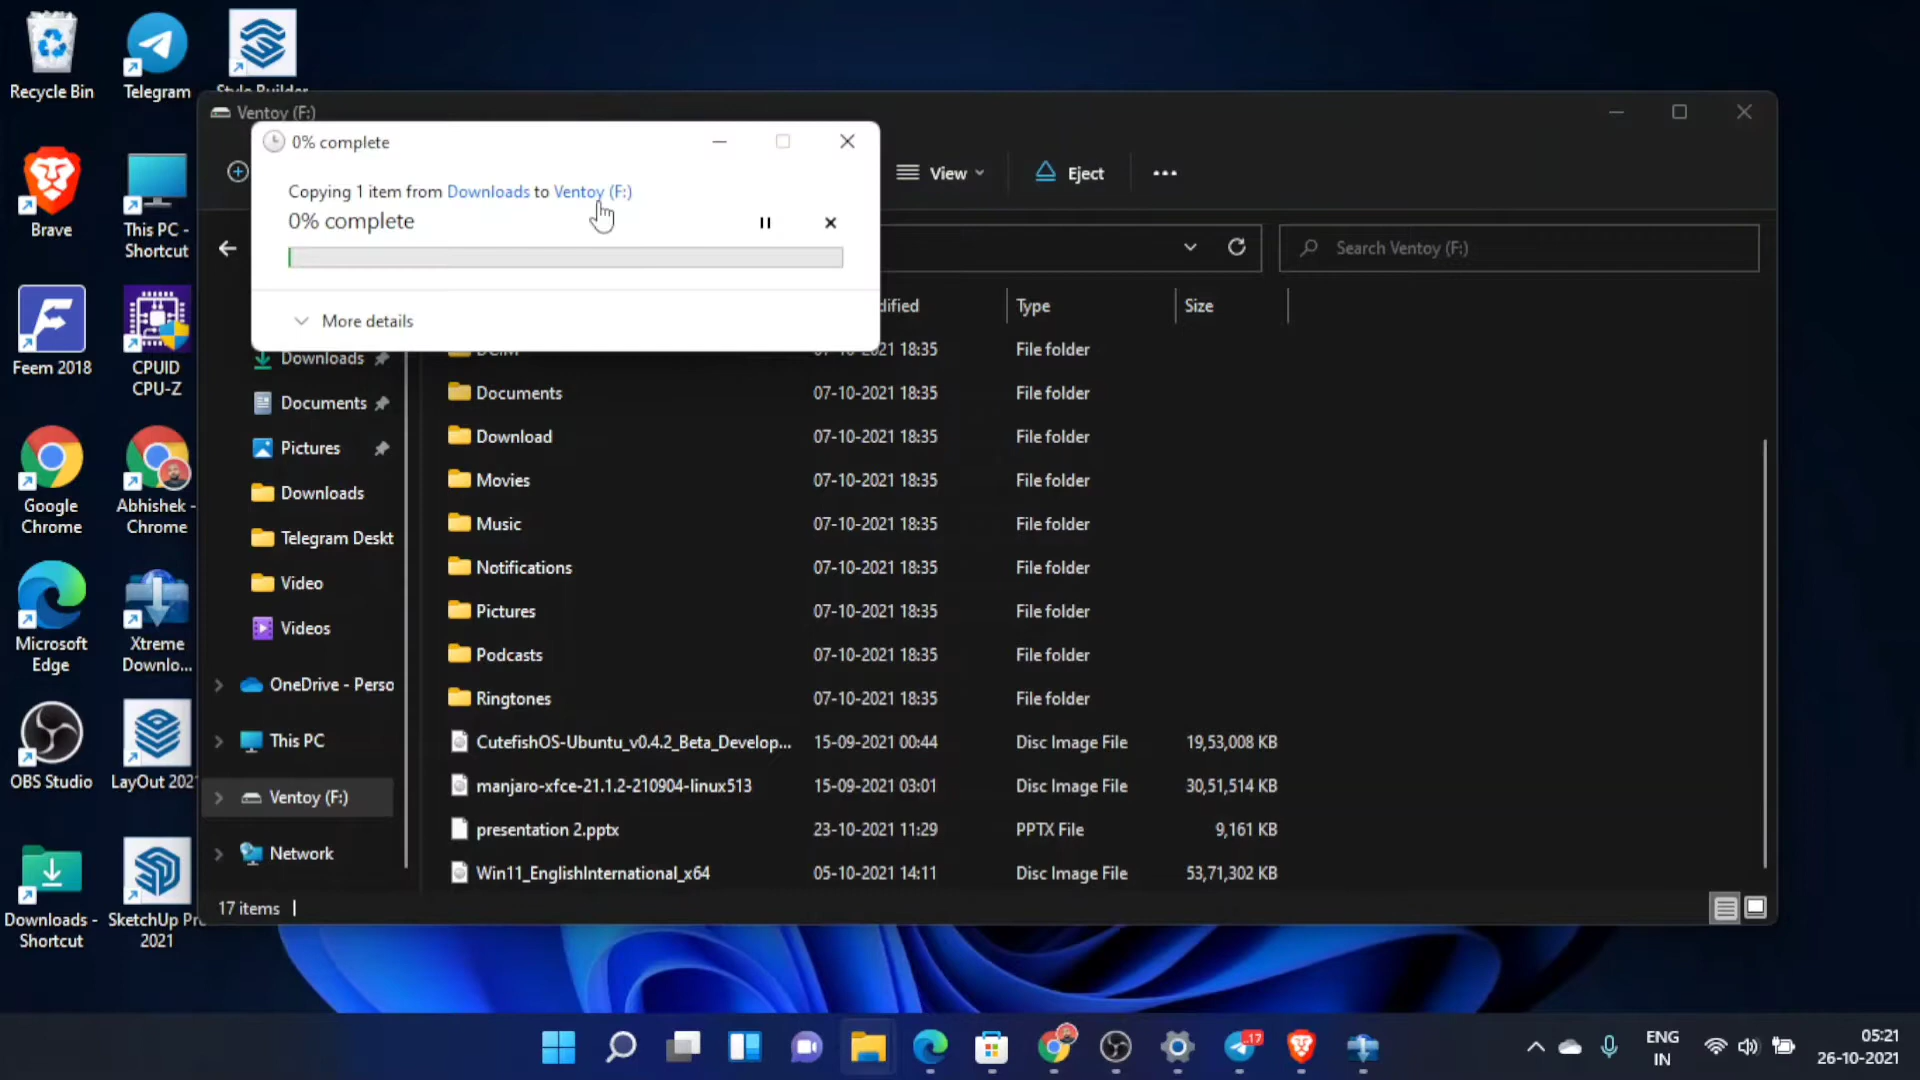 Recycle Bin
Telegram
Style Builder
Brave
This PC -
Shortcut
Feem 2018
CPUID
CPU-Z
Google
Chrome
Abhishek -
Chrome
Microsoft
Edge
Xtreme
Downlo...
OBS Studio
LayOut 202
Downloads -
Shortcut
SketchUp Pr
2021
Ventoy (F:)
0% complete
Copying 1 item from Downloads to Ventoy (F:)
0% complete
More details
View
Eject
Search Ventoy (F:)
dified
Type
Size
Downloads
Documents
Pictures
Downloads
Telegram Deskt
Video
Videos
OneDrive - Perso
This PC
Ventoy (F:)
Network
DCIM 07-10-2021 18:35 File folder
Documents 07-10-2021 18:35 File folder
Download 07-10-2021 18:35 File folder
Movies 07-10-2021 18:35 File folder
Music 07-10-2021 18:35 File folder
Notifications 07-10-2021 18:35 File folder
Pictures 07-10-2021 18:35 File folder
Podcasts 07-10-2021 18:35 File folder
Ringtones 07-10-2021 18:35 File folder
CutefishOS-Ubuntu_v0.4.2_Beta_Develop... 15-09-2021 00:44 Disc Image File 19,53,008 KB
manjaro-xfce-21.1.2-210904-linux513 15-09-2021 03:01 Disc Image File 30,51,514 KB
presentation 2.pptx 23-10-2021 11:29 PPTX File 9,161 KB
Win11_EnglishInternational_x64 05-10-2021 14:11 Disc Image File 53,71,302 KB
17 items
17
ENG
IN
05:21
26-10-2021